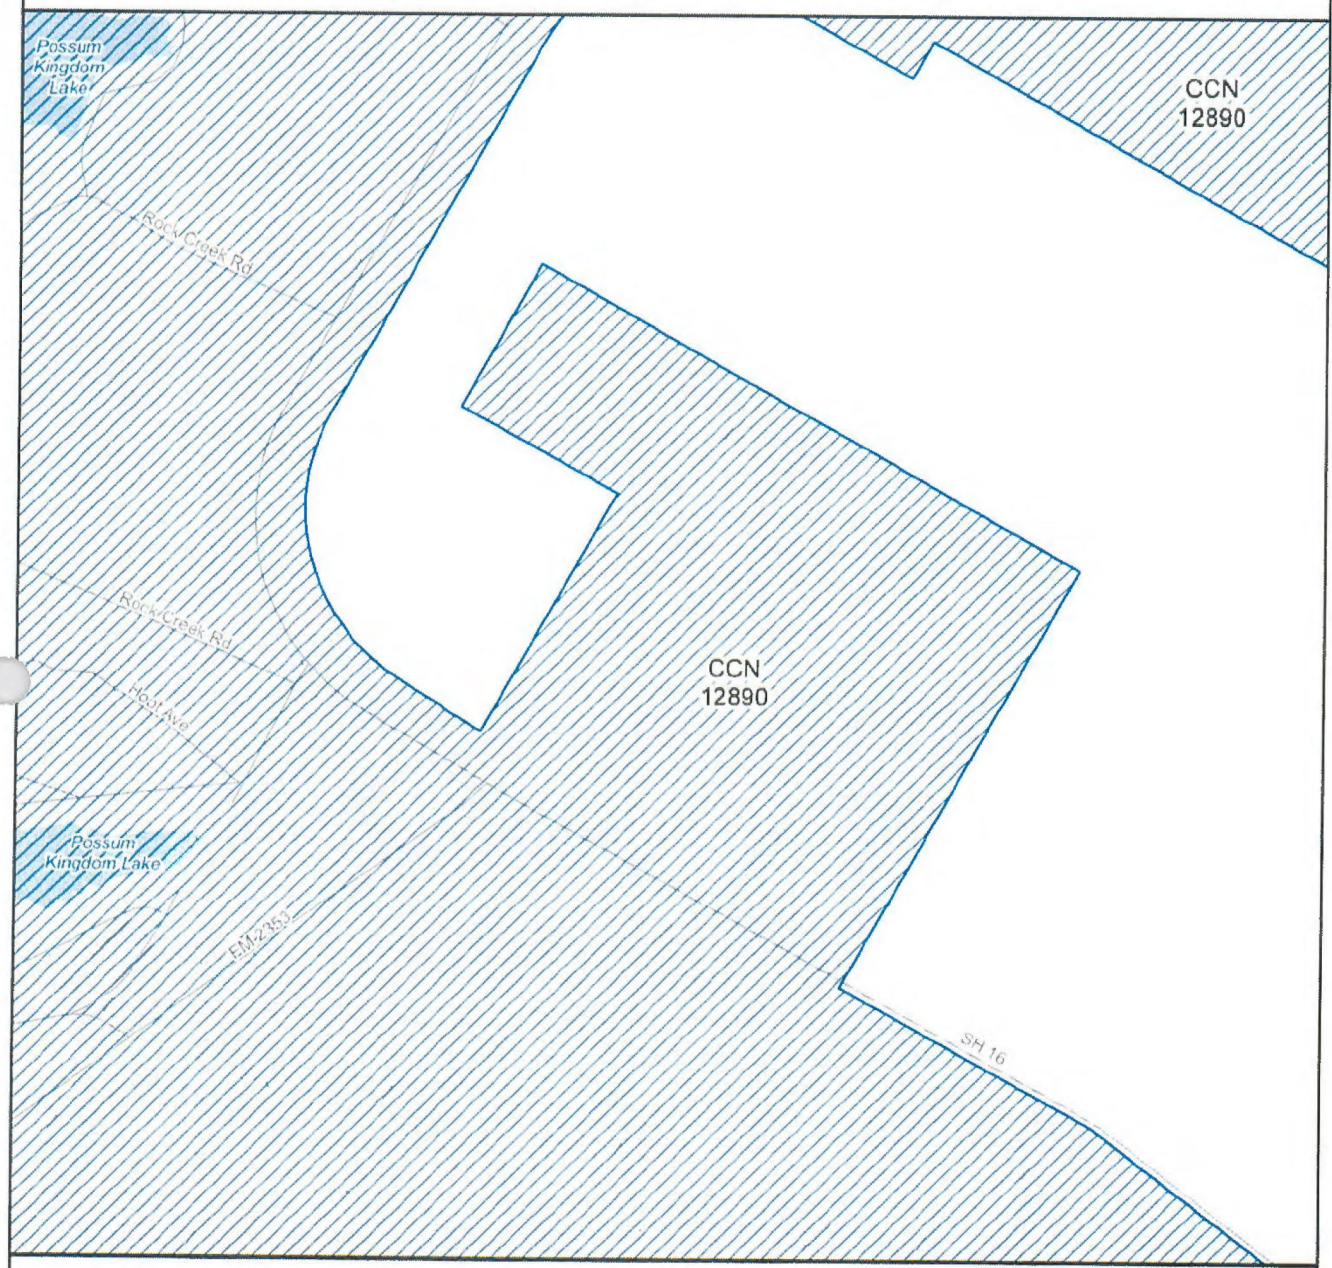 Possum
Kingdom
Lake
CCN
12890
Rock Creek Rd
Rock Creek Rd
Hoot Ave
CCN
12890
Possum
Kingdom Lake
FM-2353
SH 16